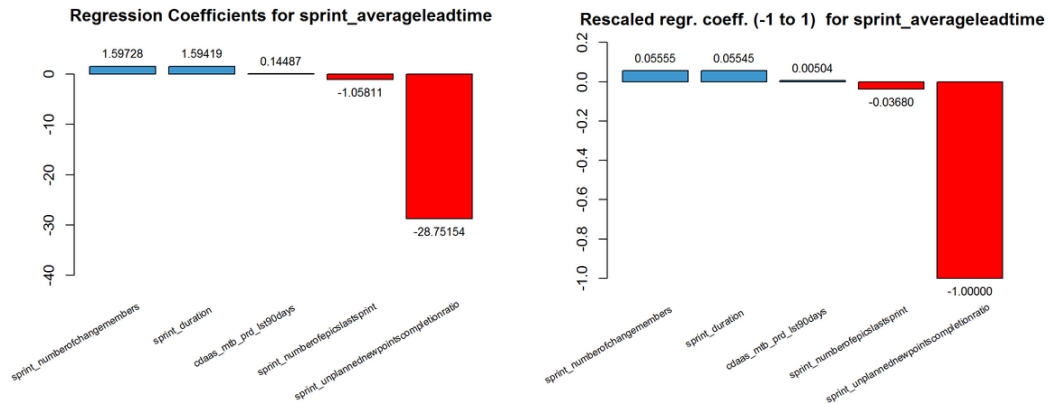 Regression Coefficients for sprint_averageleadtime
1.59728
1.59419
0.14487
-1.05811
-28.75154
0
-10
-20
-30
-40
sprint_numberofchangemembers
sprint_duration
cdaas_mtb_prd_lst90days
sprint_numberofepicslastsprint
sprint_unplannednewpointscompletionratio
Rescaled regr. coeff. (-1 to 1) for sprint_averageleadtime
0.05555
0.05545
0.00504
-0.03680
-1.00000
0.2
0.0
-0.2
-0.4
-0.6
-0.8
-1.0
sprint_numberofchangemembers
sprint_duration
cdaas_mtb_prd_lst90days
sprint_numberofepicslastsprint
sprint_unplannednewpointscompletionratio